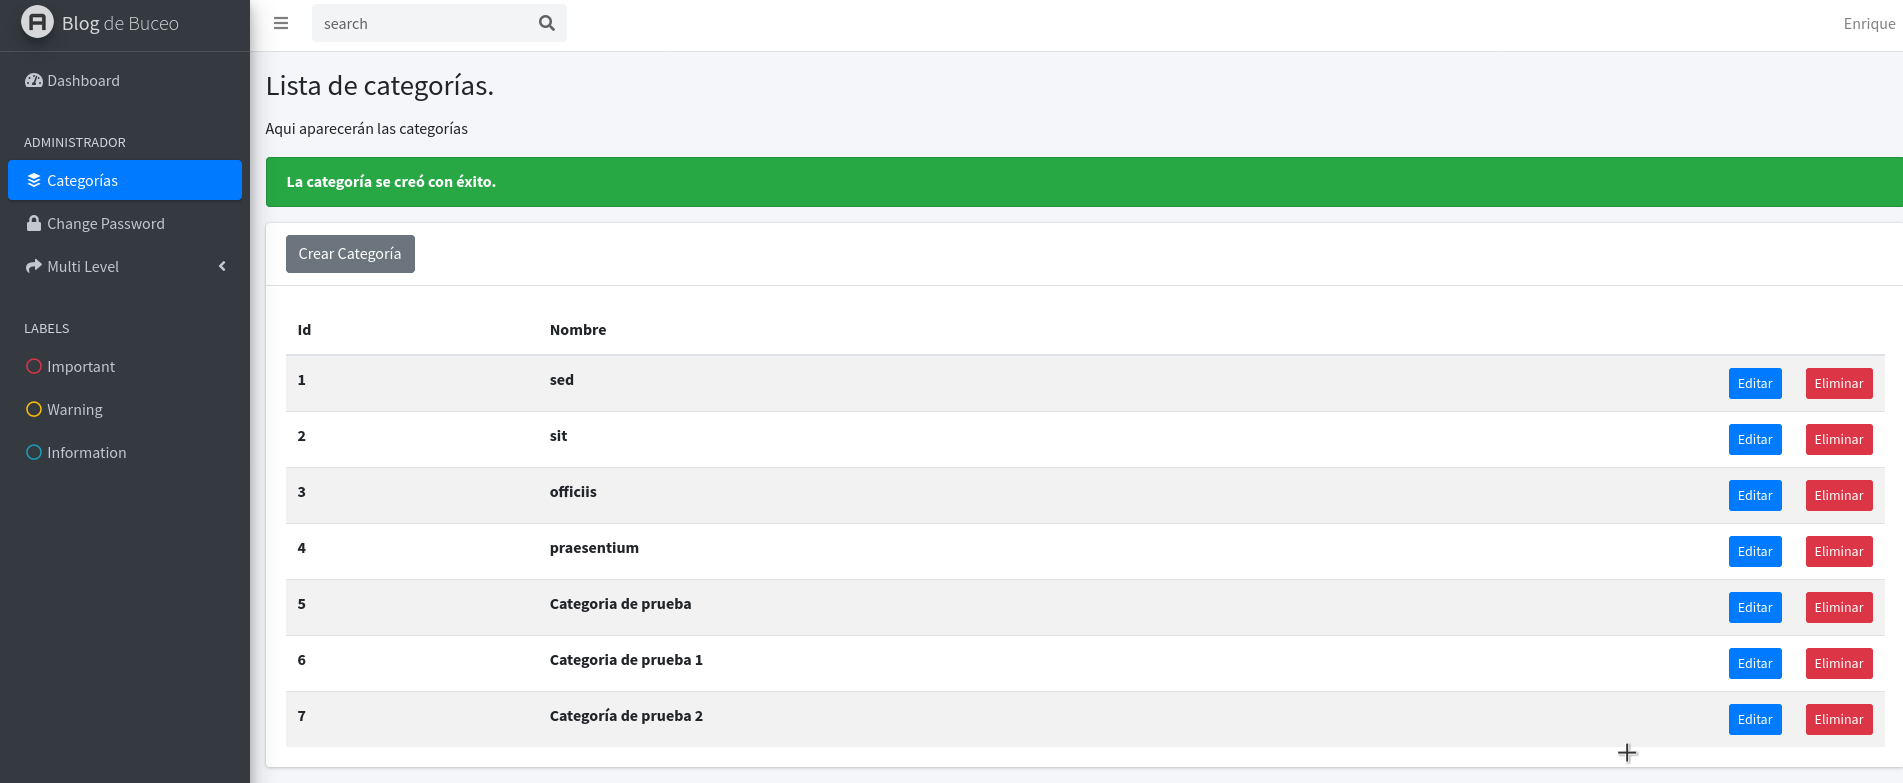 Blog de Buceo
search
Enrique
Dashboard
ADMINISTRADOR
Categorías
Change Password
Multi Level
LABELS
Important
Warning
Information
Lista de categorías.
Aqui aparecerán las categorías
La categoría se creó con éxito.
Crear Categoría
Id Nombre
1 sed Editar Eliminar
2 sit Editar Eliminar
3 officiis Editar Eliminar
4 praesentium Editar Eliminar
5 Categoria de prueba Editar Eliminar
6 Categoria de prueba 1 Editar Eliminar
7 Categoría de prueba 2 Editar Eliminar